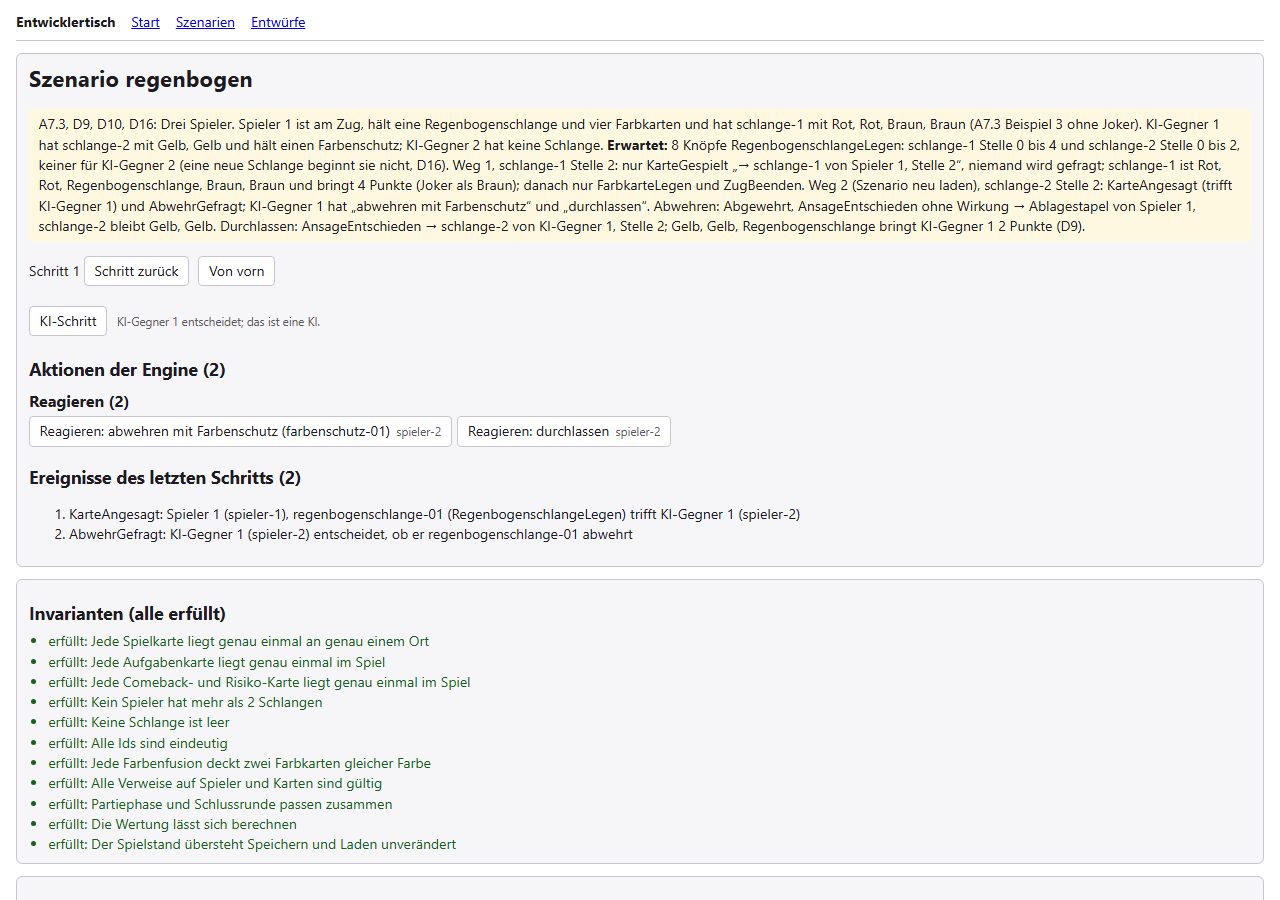 Entwicklertisch Start Szenarien Entwürfe
Szenario regenbogen
A7.3, D9, D10, D16: Drei Spieler. Spieler 1 ist am Zug, hält eine Regenbogenschlange und vier Farbkarten und hat schlange-1 mit Rot, Rot, Braun, Braun (A7.3 Beispiel 3 ohne Joker). KI-Gegner 1
hat schlange-2 mit Gelb, Gelb und hält einen Farbenschutz; KI-Gegner 2 hat keine Schlange. Erwartet: 8 Knöpfe RegenbogenschlangeLegen: schlange-1 Stelle 0 bis 4 und schlange-2 Stelle 0 bis 2,
keiner für KI-Gegner 2 (eine neue Schlange beginnt sie nicht, D16). Weg 1, schlange-1 Stelle 2: nur KarteGespielt „→ schlange-1 von Spieler 1, Stelle 2“, niemand wird gefragt; schlange-1 ist Rot,
Rot, Regenbogenschlange, Braun, Braun und bringt 4 Punkte (Joker als Braun); danach nur FarbkarteLegen und ZugBeenden. Weg 2 (Szenario neu laden), schlange-2 Stelle 2: KarteAngesagt (trifft
KI-Gegner 1) und AbwehrGefragt; KI-Gegner 1 hat „abwehren mit Farbenschutz“ und „durchlassen“. Abwehren: Abgewehrt, AnsageEntschieden ohne Wirkung → Ablagestapel von Spieler 1,
schlange-2 bleibt Gelb, Gelb. Durchlassen: AnsageEntschieden → schlange-2 von KI-Gegner 1, Stelle 2; Gelb, Gelb, Regenbogenschlange bringt KI-Gegner 1 2 Punkte (D9).
Schritt 1 Schritt zurück Von vorn
KI-Schritt KI-Gegner 1 entscheidet; das ist eine KI.
Aktionen der Engine (2)
Reagieren (2)
Reagieren: abwehren mit Farbenschutz (farbenschutz-01) spieler-2 Reagieren: durchlassen spieler-2
Ereignisse des letzten Schritts (2)
1. KarteAngesagt: Spieler 1 (spieler-1), regenbogenschlange-01 (RegenbogenschlangeLegen) trifft KI-Gegner 1 (spieler-2)
2. AbwehrGefragt: KI-Gegner 1 (spieler-2) entscheidet, ob er regenbogenschlange-01 abwehrt
Invarianten (alle erfüllt)
• erfüllt: Jede Spielkarte liegt genau einmal an genau einem Ort
• erfüllt: Jede Aufgabenkarte liegt genau einmal im Spiel
• erfüllt: Jede Comeback- und Risiko-Karte liegt genau einmal im Spiel
• erfüllt: Kein Spieler hat mehr als 2 Schlangen
• erfüllt: Keine Schlange ist leer
• erfüllt: Alle Ids sind eindeutig
• erfüllt: Jede Farbenfusion deckt zwei Farbkarten gleicher Farbe
• erfüllt: Alle Verweise auf Spieler und Karten sind gültig
• erfüllt: Partiephase und Schlussrunde passen zusammen
• erfüllt: Die Wertung lässt sich berechnen
• erfüllt: Der Spielstand übersteht Speichern und Laden unverändert